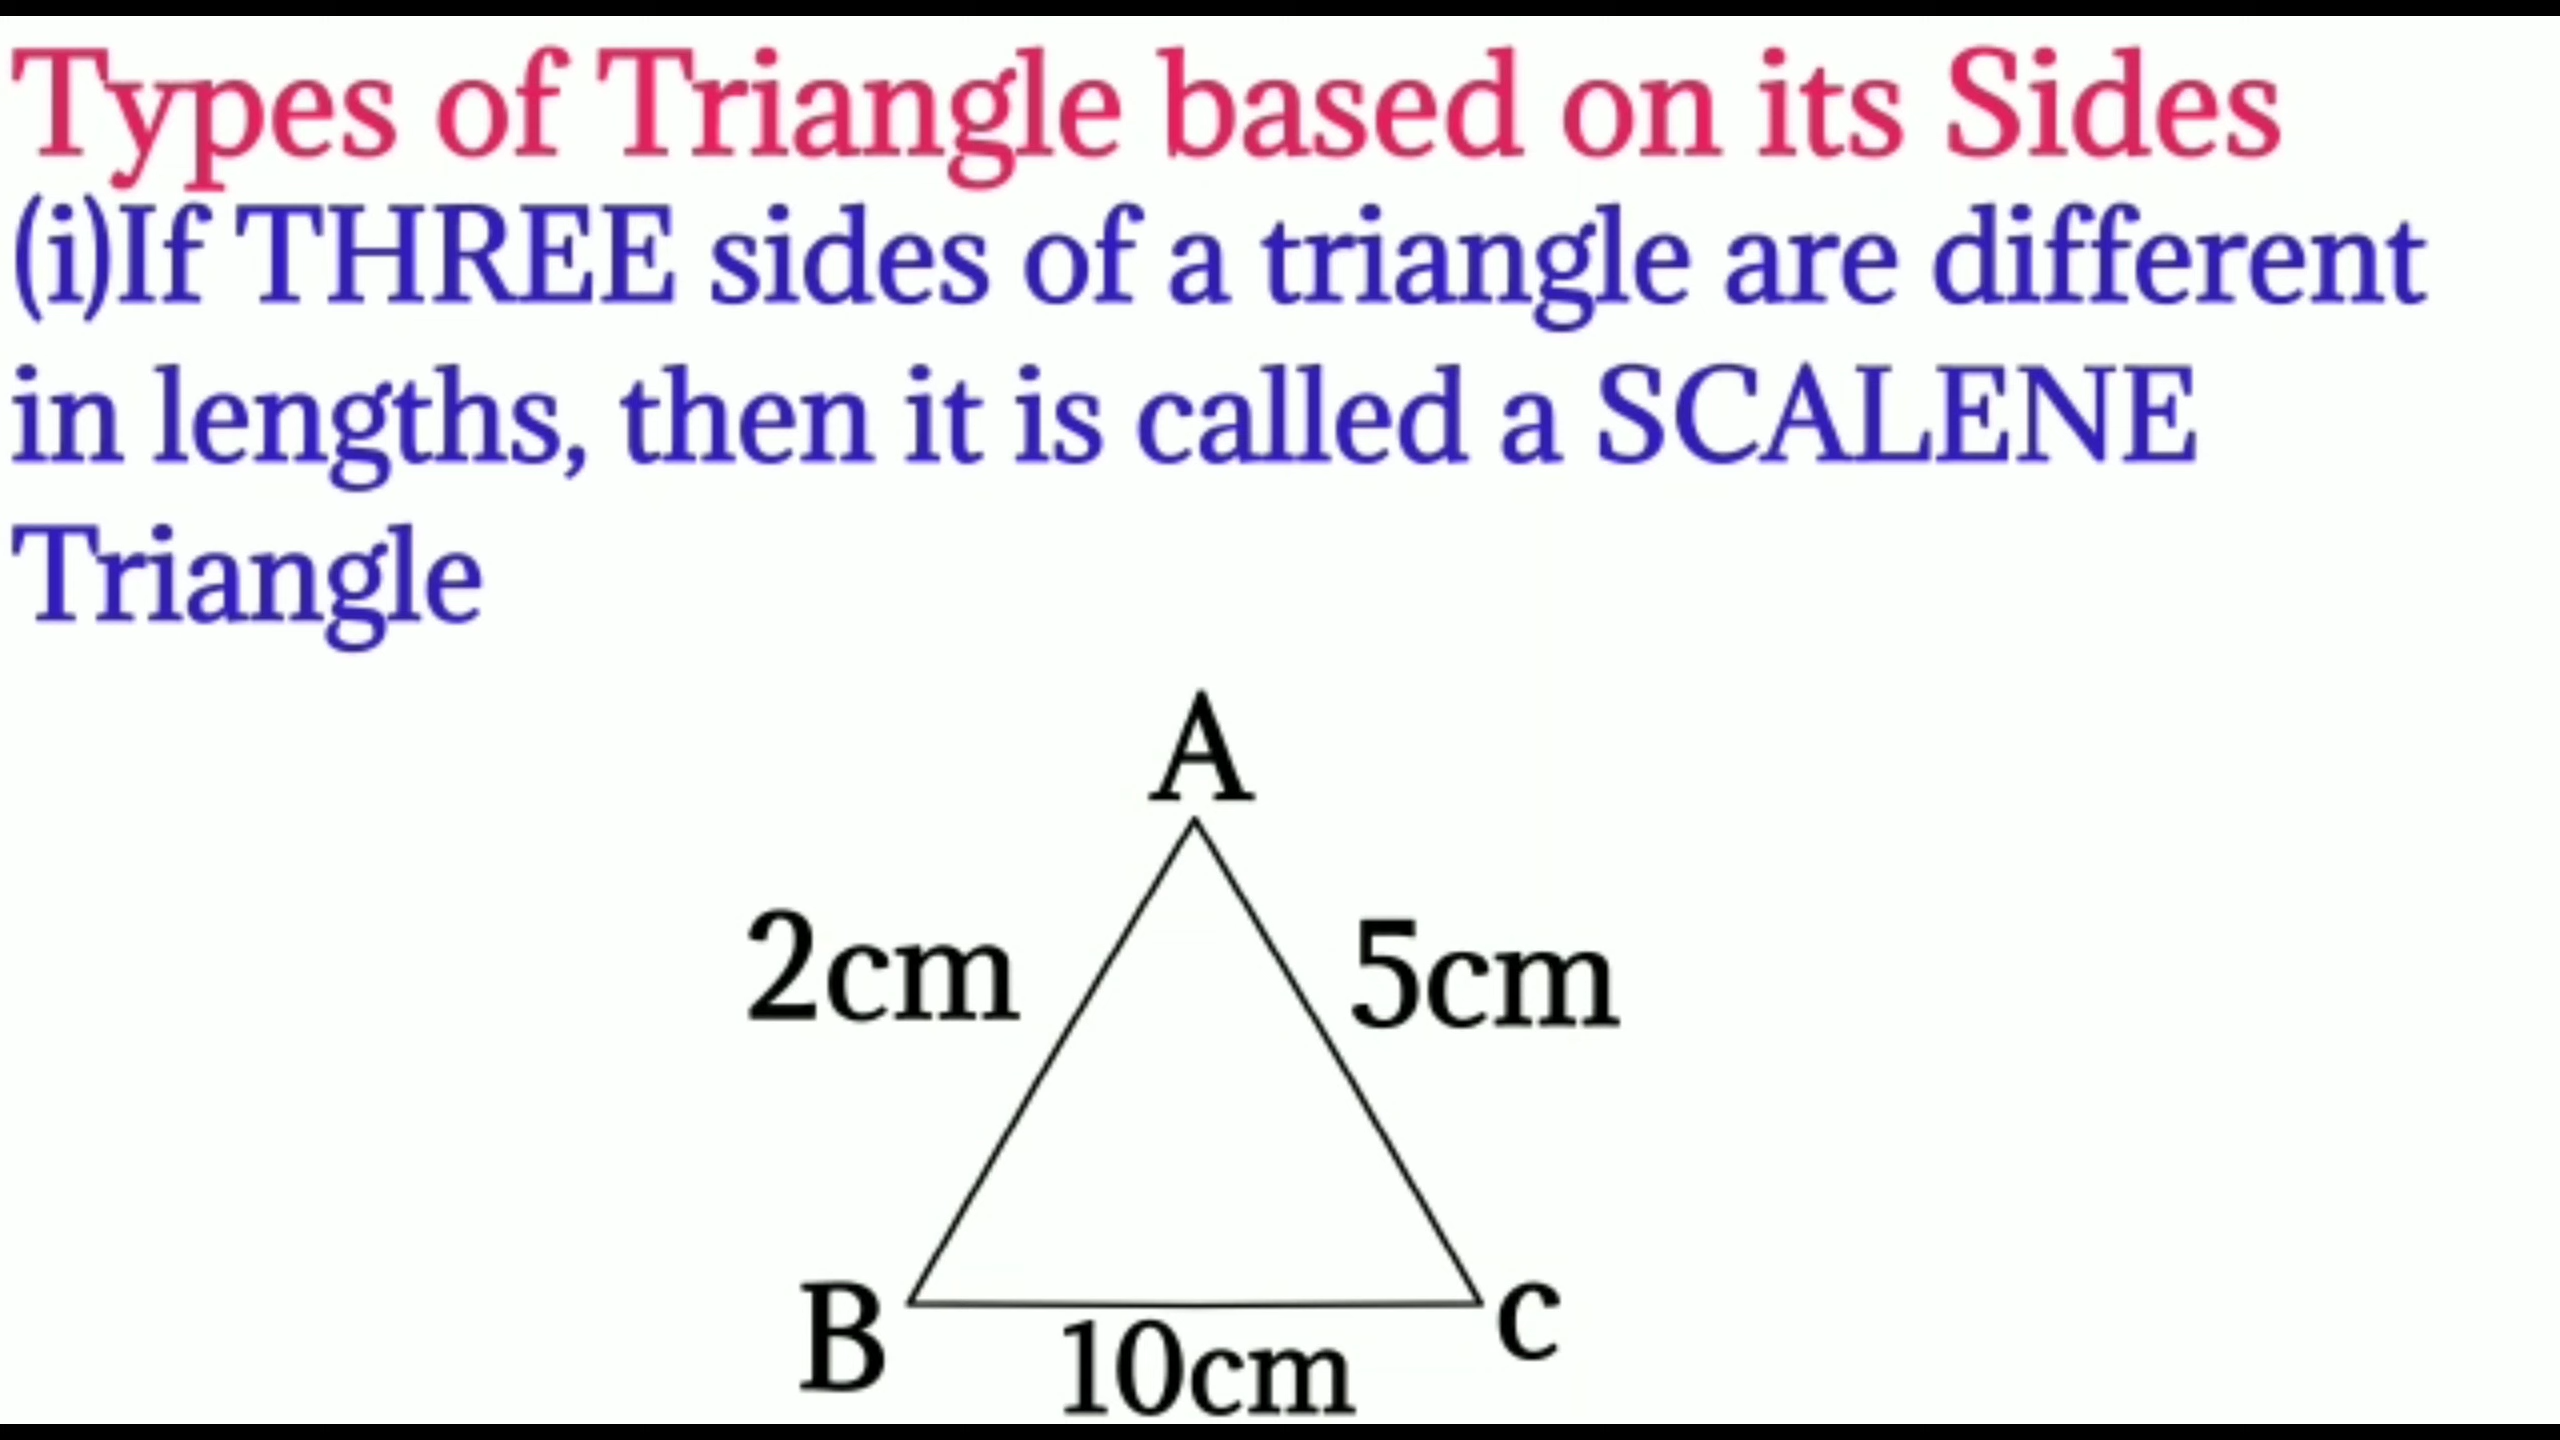 Types of Triangle based on its Sides
(i)If THREE sides of a triangle are different
in lengths, then it is called a SCALENE
Triangle
A
2cm
5cm
B
c
10cm